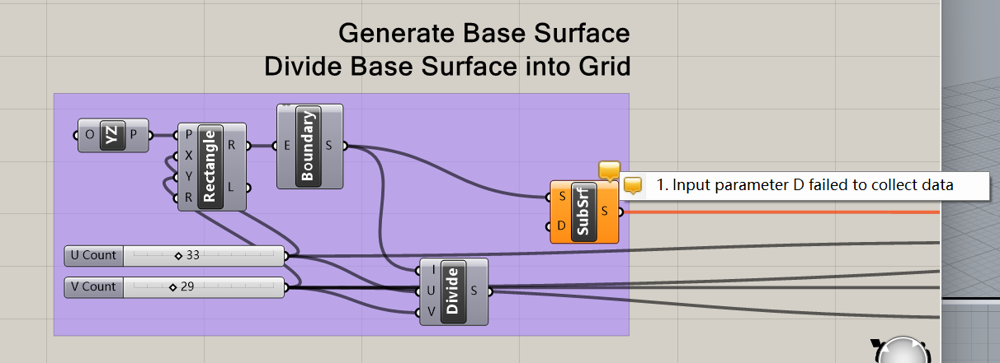 Generate Base Surface
Divide Base Surface into Grid
O YZ P
P X Y R Rectangle R L
E Boundary S
S D SubSrf S
1. Input parameter D failed to collect data
U Count 33
V Count 29
I U V Divide S